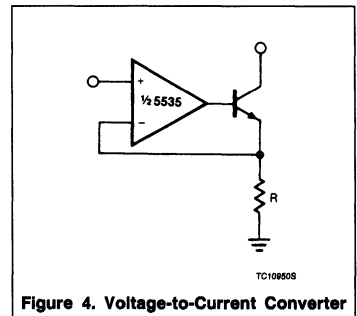 +
½ 5535
−
R
TC10950S
Figure 4. Voltage-to-Current Converter